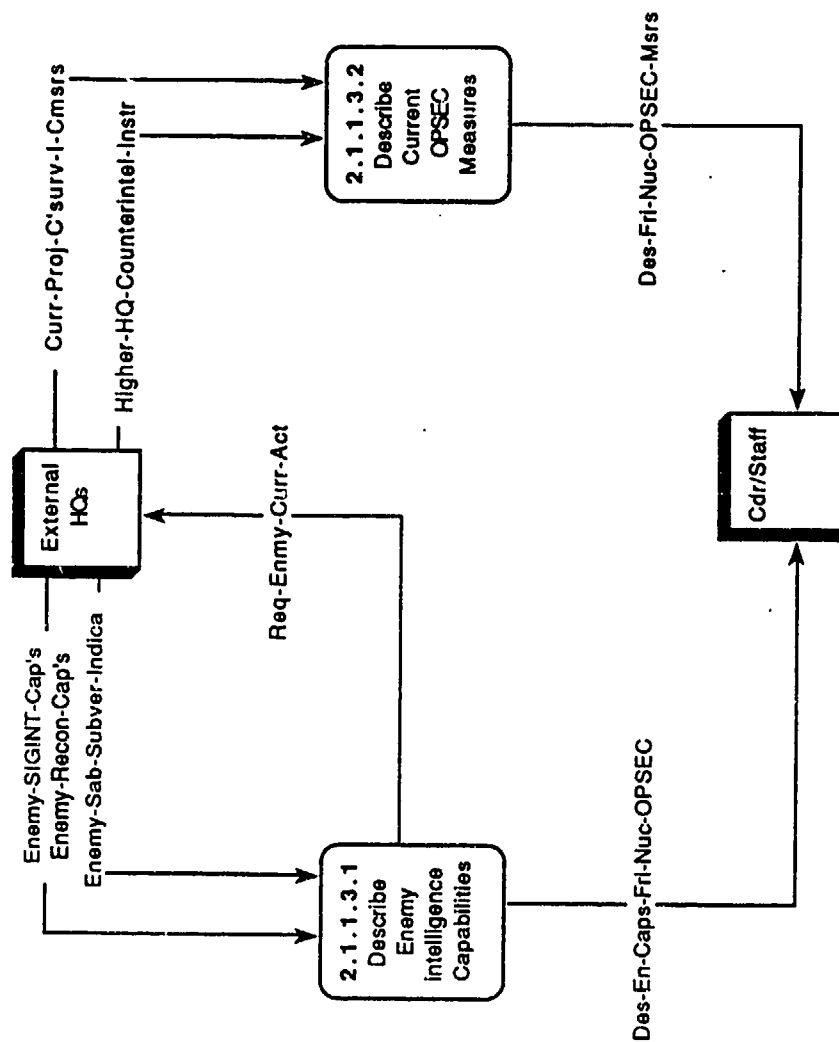 Enemy-SIGINT-Cap's
Enemy-Recon-Cap's
Enemy-Sab-Subver-Indica
External
HQs
Curr-Proj-C'surv-I-Cmsrs
Higher-HQ-Counterintel-Instr
Req-Enmy-Curr-Act
2.1.1.3.1
Describe
Enemy
intelligence
Capabilities
2.1.1.3.2
Describe
Current
OPSEC
Measures
Des-En-Caps-Fri-Nuc-OPSEC
Des-Fri-Nuc-OPSEC-Msrs
Cdr/Staff